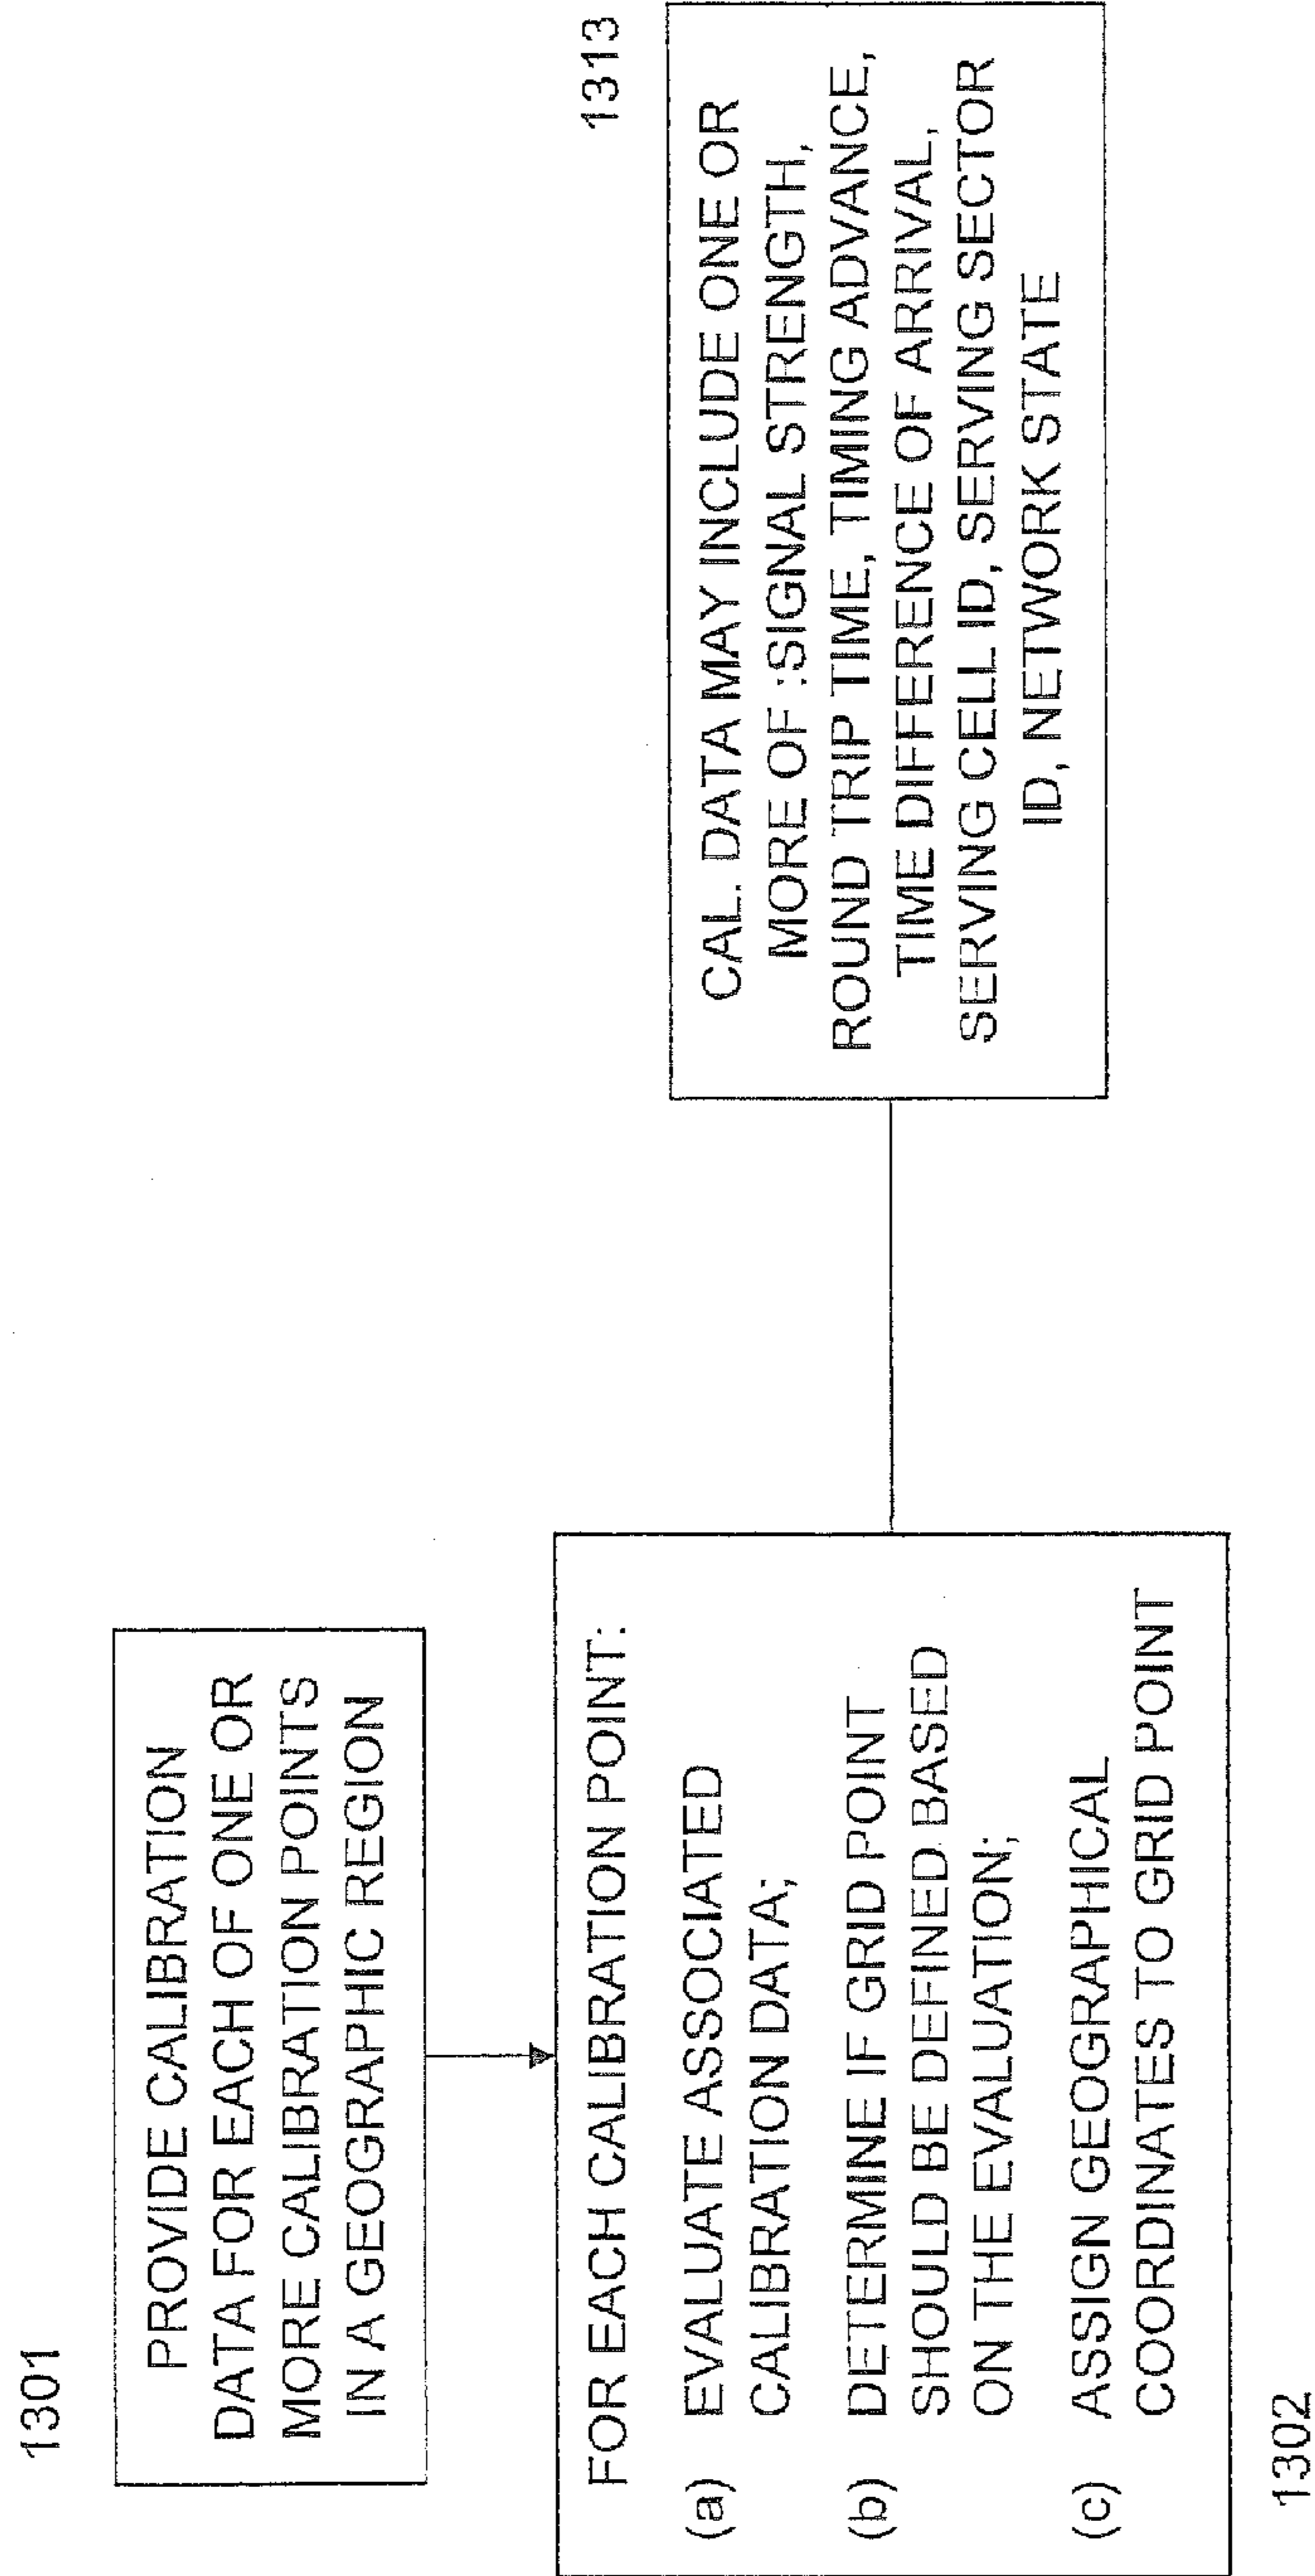 1301
PROVIDE CALIBRATION
DATA FOR EACH OF ONE OR
MORE CALIBRATION POINTS
IN A GEOGRAPHIC REGION
FOR EACH CALIBRATION POINT:
(a) EVALUATE ASSOCIATED
CALIBRATION DATA;
(b) DETERMINE IF GRID POINT
SHOULD BE DEFINED BASED
ON THE EVALUATION;
(c) ASSIGN GEOGRAPHICAL
COORDINATES TO GRID POINT
1302
1313
CAL. DATA MAY INCLUDE ONE OR
MORE OF :SIGNAL STRENGTH,
ROUND TRIP TIME, TIMING ADVANCE,
TIME DIFFERENCE OF ARRIVAL,
SERVING CELL ID, SERVING SECTOR
ID, NETWORK STATE